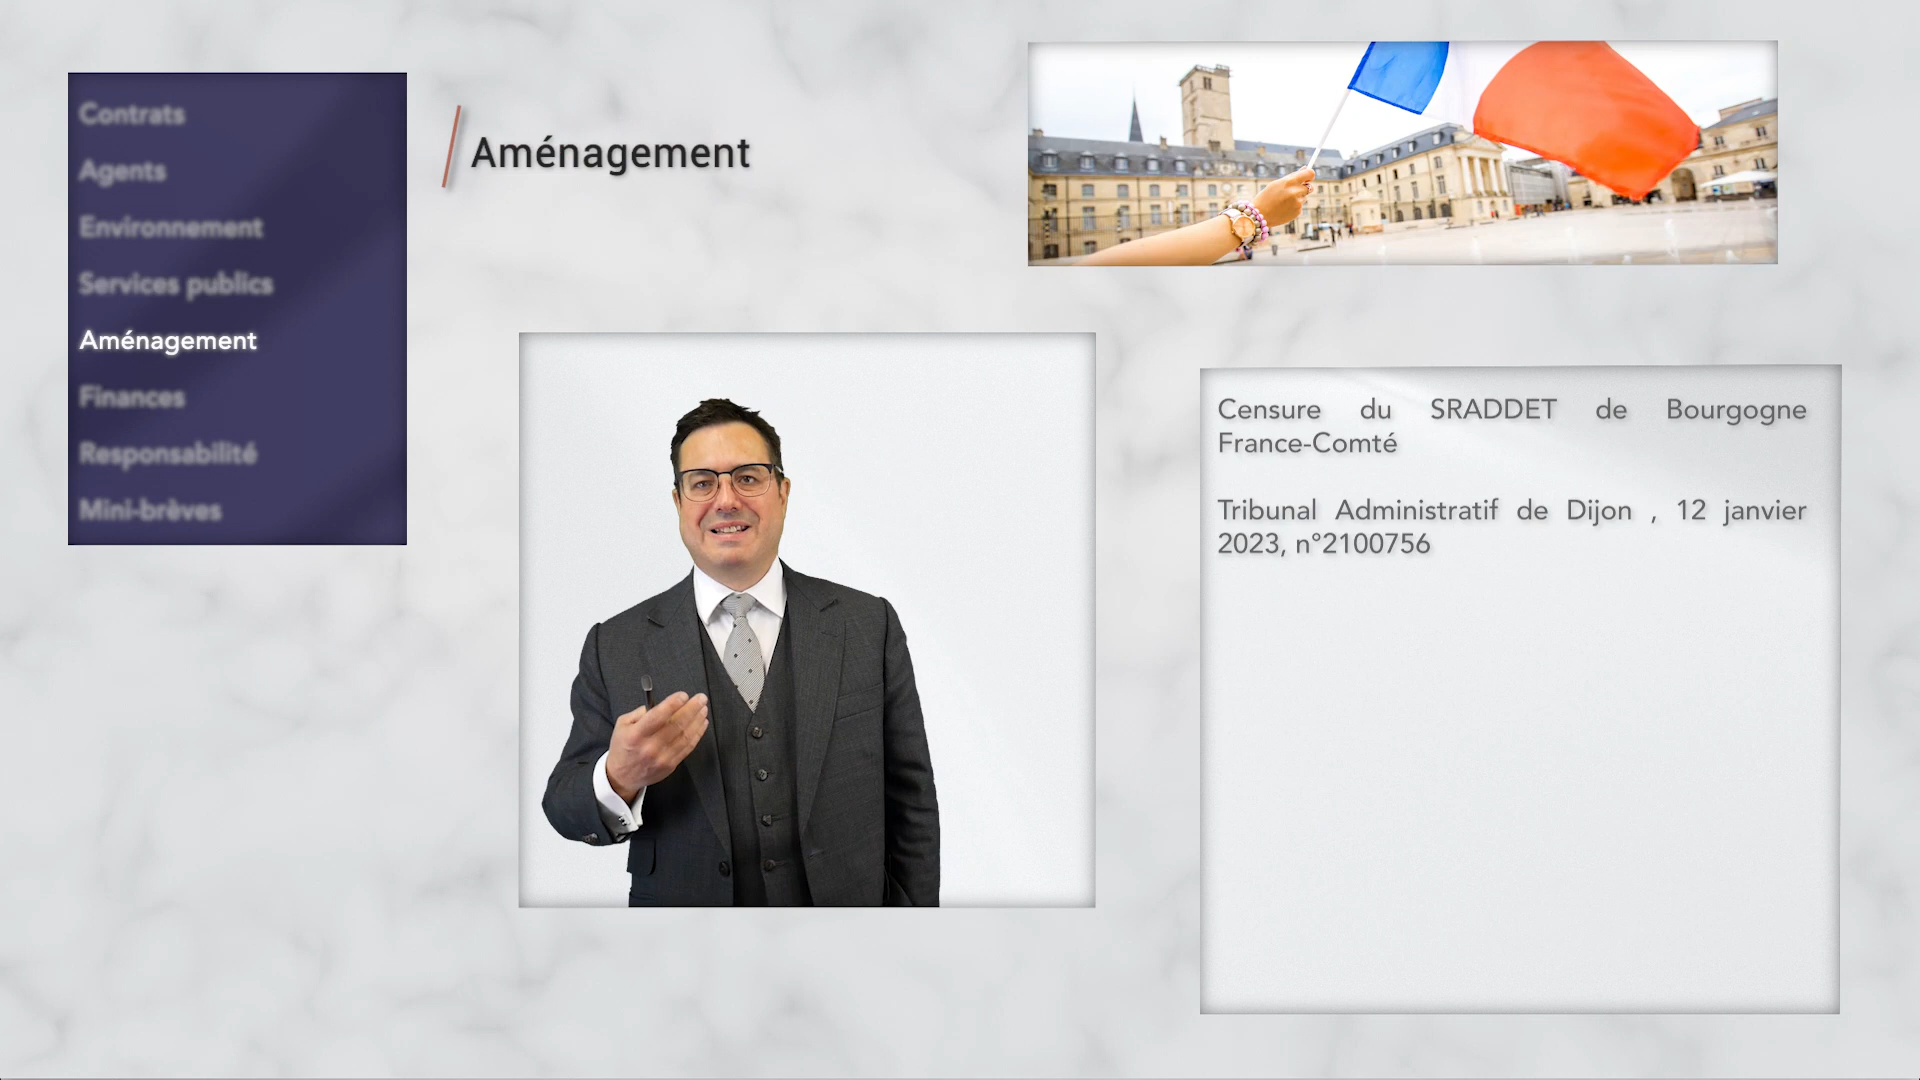 Contrats
Agents
Environnement
Services publics
Aménagement
Finances
Responsabilité
Mini-brèves
Aménagement
Censure du SRADDET de Bourgogne
France-Comté
Tribunal Administratif de Dijon , 12 janvier
2023, n°2100756